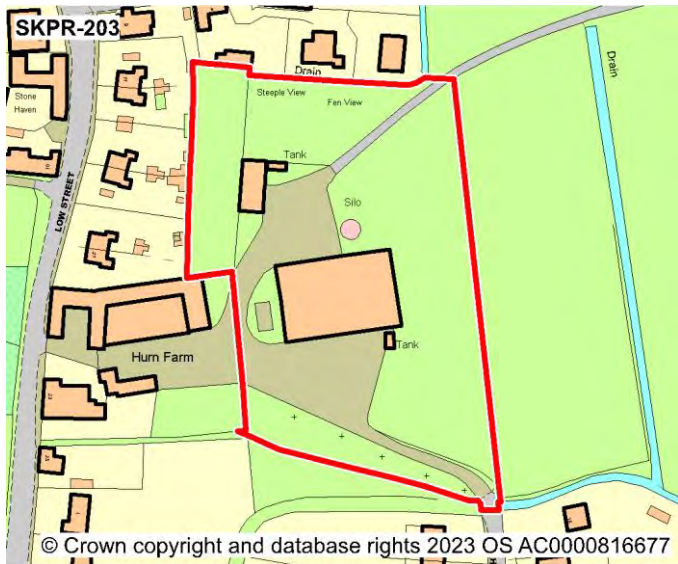 SKPR-203
Drain
Drain
Stone
Haven
Steeple View
Fen View
Tank
LOW STREET
Silo
Tank
Hurn Farm
© Crown copyright and database rights 2023 OS AC0000816677